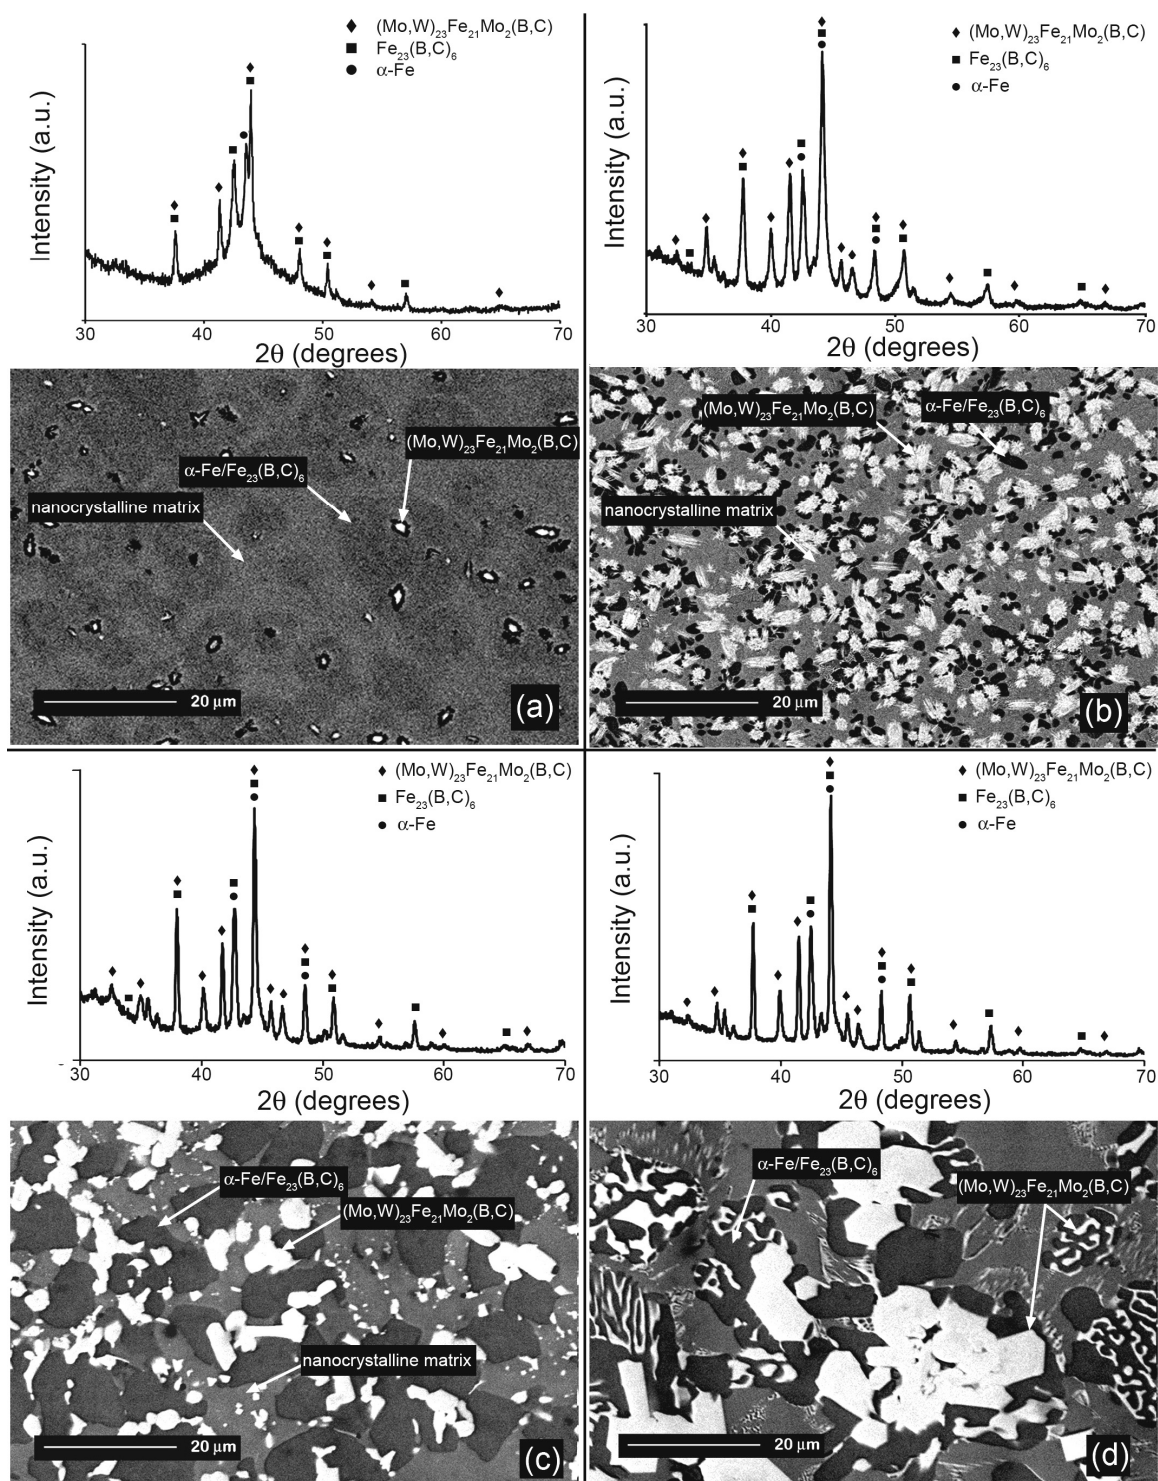 (Mo,W)₂₃Fe₂₁Mo₂(B,C)
Fe₂₃(B,C)₆
α-Fe
Intensity (a.u.)
30 40 50 60 70
2θ (degrees)
(Mo,W)₂₃Fe₂₁Mo₂(B,C)
Fe₂₃(B,C)₆
α-Fe
Intensity (a.u.)
30 40 50 60 70
2θ (degrees)
(Mo,W)₂₃Fe₂₁Mo₂(B,C)
α-Fe/Fe₂₃(B,C)₆
nanocrystalline matrix
20 μm
(a)
(Mo,W)₂₃Fe₂₁Mo₂(B,C)
α-Fe/Fe₂₃(B,C)₆
nanocrystalline matrix
20 μm
(b)
(Mo,W)₂₃Fe₂₁Mo₂(B,C)
Fe₂₃(B,C)₆
α-Fe
Intensity (a.u.)
30 40 50 60 70
2θ (degrees)
(Mo,W)₂₃Fe₂₁Mo₂(B,C)
Fe₂₃(B,C)₆
α-Fe
Intensity (a.u.)
30 40 50 60 70
2θ (degrees)
α-Fe/Fe₂₃(B,C)₆
(Mo,W)₂₃Fe₂₁Mo₂(B,C)
nanocrystalline matrix
20 μm
(c)
α-Fe/Fe₂₃(B,C)₆
(Mo,W)₂₃Fe₂₁Mo₂(B,C)
20 μm
(d)